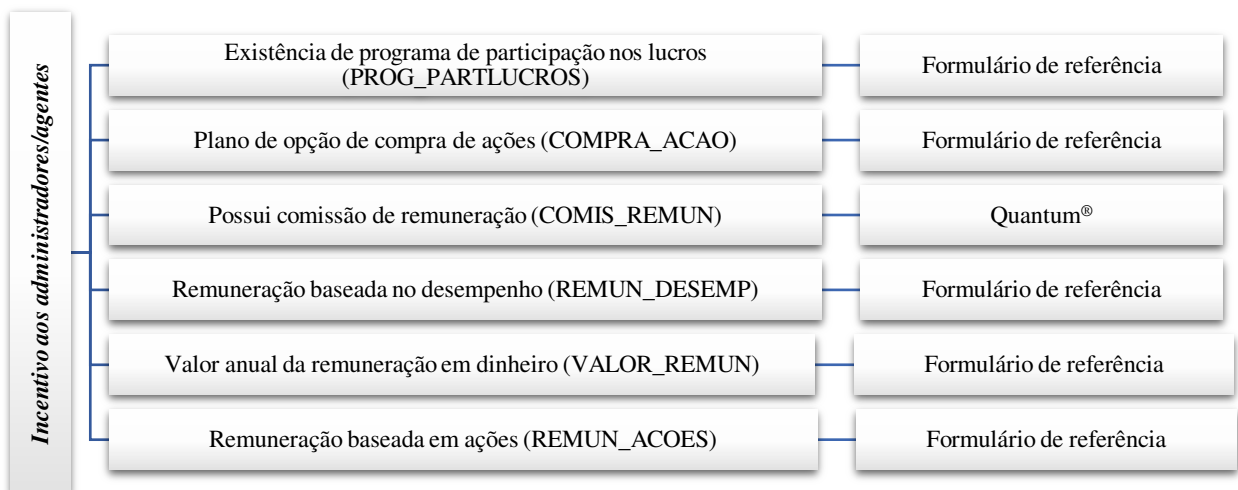 Incentivo aos administradores/agentes
Existência de programa de participação nos lucros
(PROG_PARTLUCROS)
Formulário de referência
Plano de opção de compra de ações (COMPRA_ACAO)
Formulário de referência
Possui comissão de remuneração (COMIS_REMUN)
Quantum®
Remuneração baseada no desempenho (REMUN_DESEMP)
Formulário de referência
Valor anual da remuneração em dinheiro (VALOR_REMUN)
Formulário de referência
Remuneração baseada em ações (REMUN_ACOES)
Formulário de referência